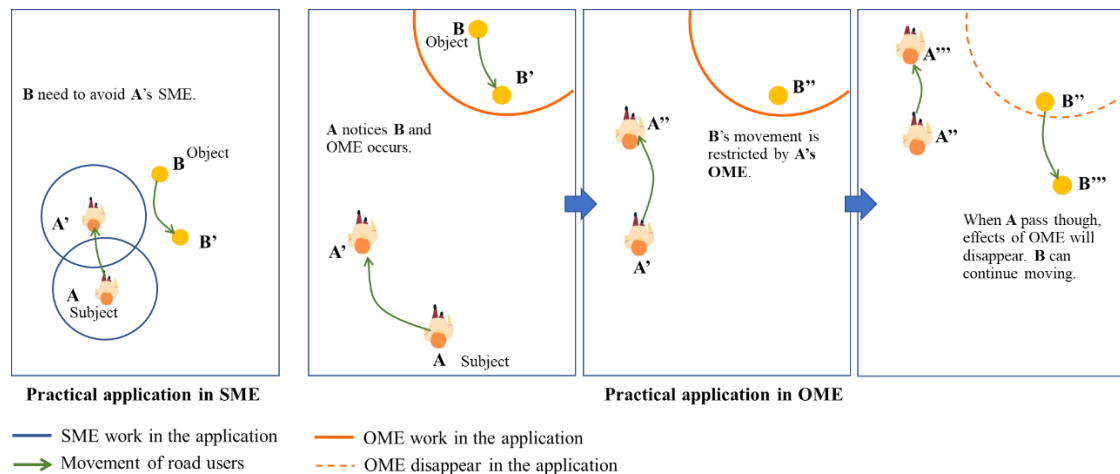 B need to avoid A's SME.
B
Object
A'
B'
A
Subject
B
Object
B'
A notices B and
OME occurs.
A'
A
Subject
B''
A''
B's movement is
restricted by A's
OME.
A'
A'''
A''
B''
B'''
When A pass though,
effects of OME will
disappear. B can
continue moving.
Practical application in SME
Practical application in OME
SME work in the application
OME work in the application
Movement of road users
OME disappear in the application